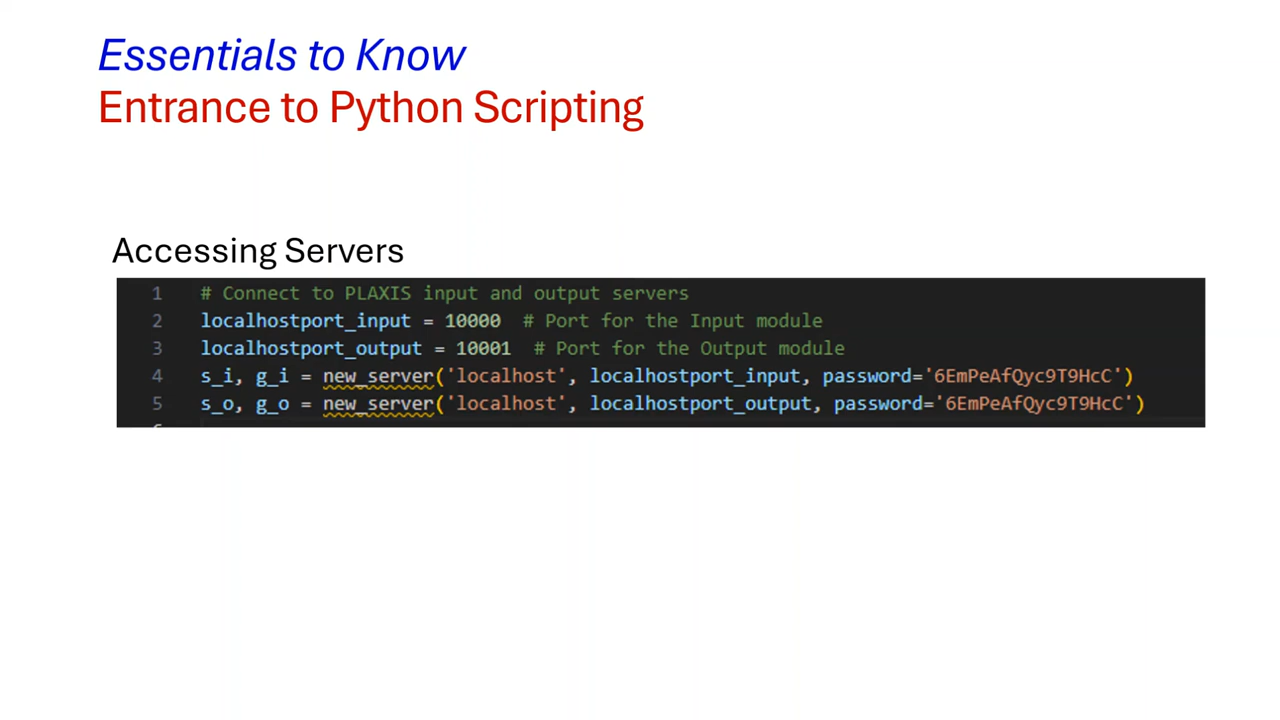 Essentials to Know
Entrance to Python Scripting
Accessing Servers
1 # Connect to PLAXIS input and output servers
2 localhostport_input = 10000 # Port for the Input module
3 localhostport_output = 10001 # Port for the Output module
4 s_i, g_i = new_server('localhost', localhostport_input, password='6EmPeAfQyc9T9HcC')
5 s_o, g_o = new_server('localhost', localhostport_output, password='6EmPeAfQyc9T9HcC')